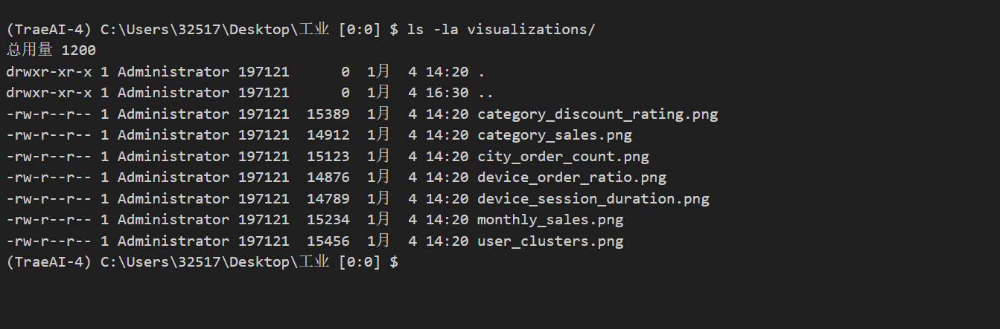 (TraeAI-4) C:\Users\32517\Desktop\工业 [0:0] $ ls -la visualizations/
总用量 1200
drwxr-xr-x 1 Administrator 197121      0  1月  4 14:20 .
drwxr-xr-x 1 Administrator 197121      0  1月  4 16:30 ..
-rw-r--r-- 1 Administrator 197121  15389  1月  4 14:20 category_discount_rating.png
-rw-r--r-- 1 Administrator 197121  14912  1月  4 14:20 category_sales.png
-rw-r--r-- 1 Administrator 197121  15123  1月  4 14:20 city_order_count.png
-rw-r--r-- 1 Administrator 197121  14876  1月  4 14:20 device_order_ratio.png
-rw-r--r-- 1 Administrator 197121  14789  1月  4 14:20 device_session_duration.png
-rw-r--r-- 1 Administrator 197121  15234  1月  4 14:20 monthly_sales.png
-rw-r--r-- 1 Administrator 197121  15456  1月  4 14:20 user_clusters.png
(TraeAI-4) C:\Users\32517\Desktop\工业 [0:0] $